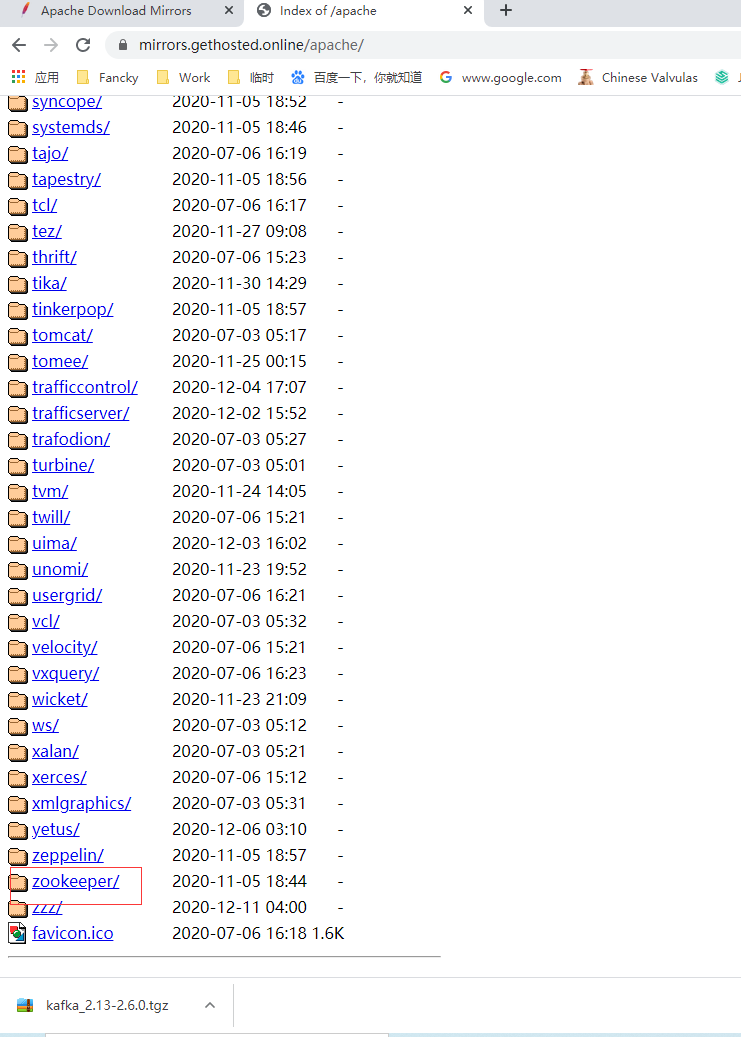 Apache Download Mirrors
Index of /apache
mirrors.gethosted.online/apache/
应用 Fancky Work 临时 百度一下，你就知道 www.google.com Chinese Valvulas
syncope/ 2020-11-05 18:52 -
systemds/ 2020-11-05 18:46 -
tajo/ 2020-07-06 16:19 -
tapestry/ 2020-11-05 18:56 -
tcl/ 2020-07-06 16:17 -
tez/ 2020-11-27 09:08 -
thrift/ 2020-07-06 15:23 -
tika/ 2020-11-30 14:29 -
tinkerpop/ 2020-11-05 18:57 -
tomcat/ 2020-07-03 05:17 -
tomee/ 2020-11-25 00:15 -
trafficcontrol/ 2020-12-04 17:07 -
trafficserver/ 2020-12-02 15:52 -
trafodion/ 2020-07-03 05:27 -
turbine/ 2020-07-03 05:01 -
tvm/ 2020-11-24 14:05 -
twill/ 2020-07-06 15:21 -
uima/ 2020-12-03 16:02 -
unomi/ 2020-11-23 19:52 -
usergrid/ 2020-07-06 16:21 -
vcl/ 2020-07-03 05:32 -
velocity/ 2020-07-06 15:21 -
vxquery/ 2020-07-06 16:23 -
wicket/ 2020-11-23 21:09 -
ws/ 2020-07-03 05:12 -
xalan/ 2020-07-03 05:21 -
xerces/ 2020-07-06 15:12 -
xmlgraphics/ 2020-07-03 05:31 -
yetus/ 2020-12-06 03:10 -
zeppelin/ 2020-11-05 18:57 -
zookeeper/ 2020-11-05 18:44 -
zzz/ 2020-12-11 04:00 -
favicon.ico 2020-07-06 16:18 1.6K
kafka_2.13-2.6.0.tgz